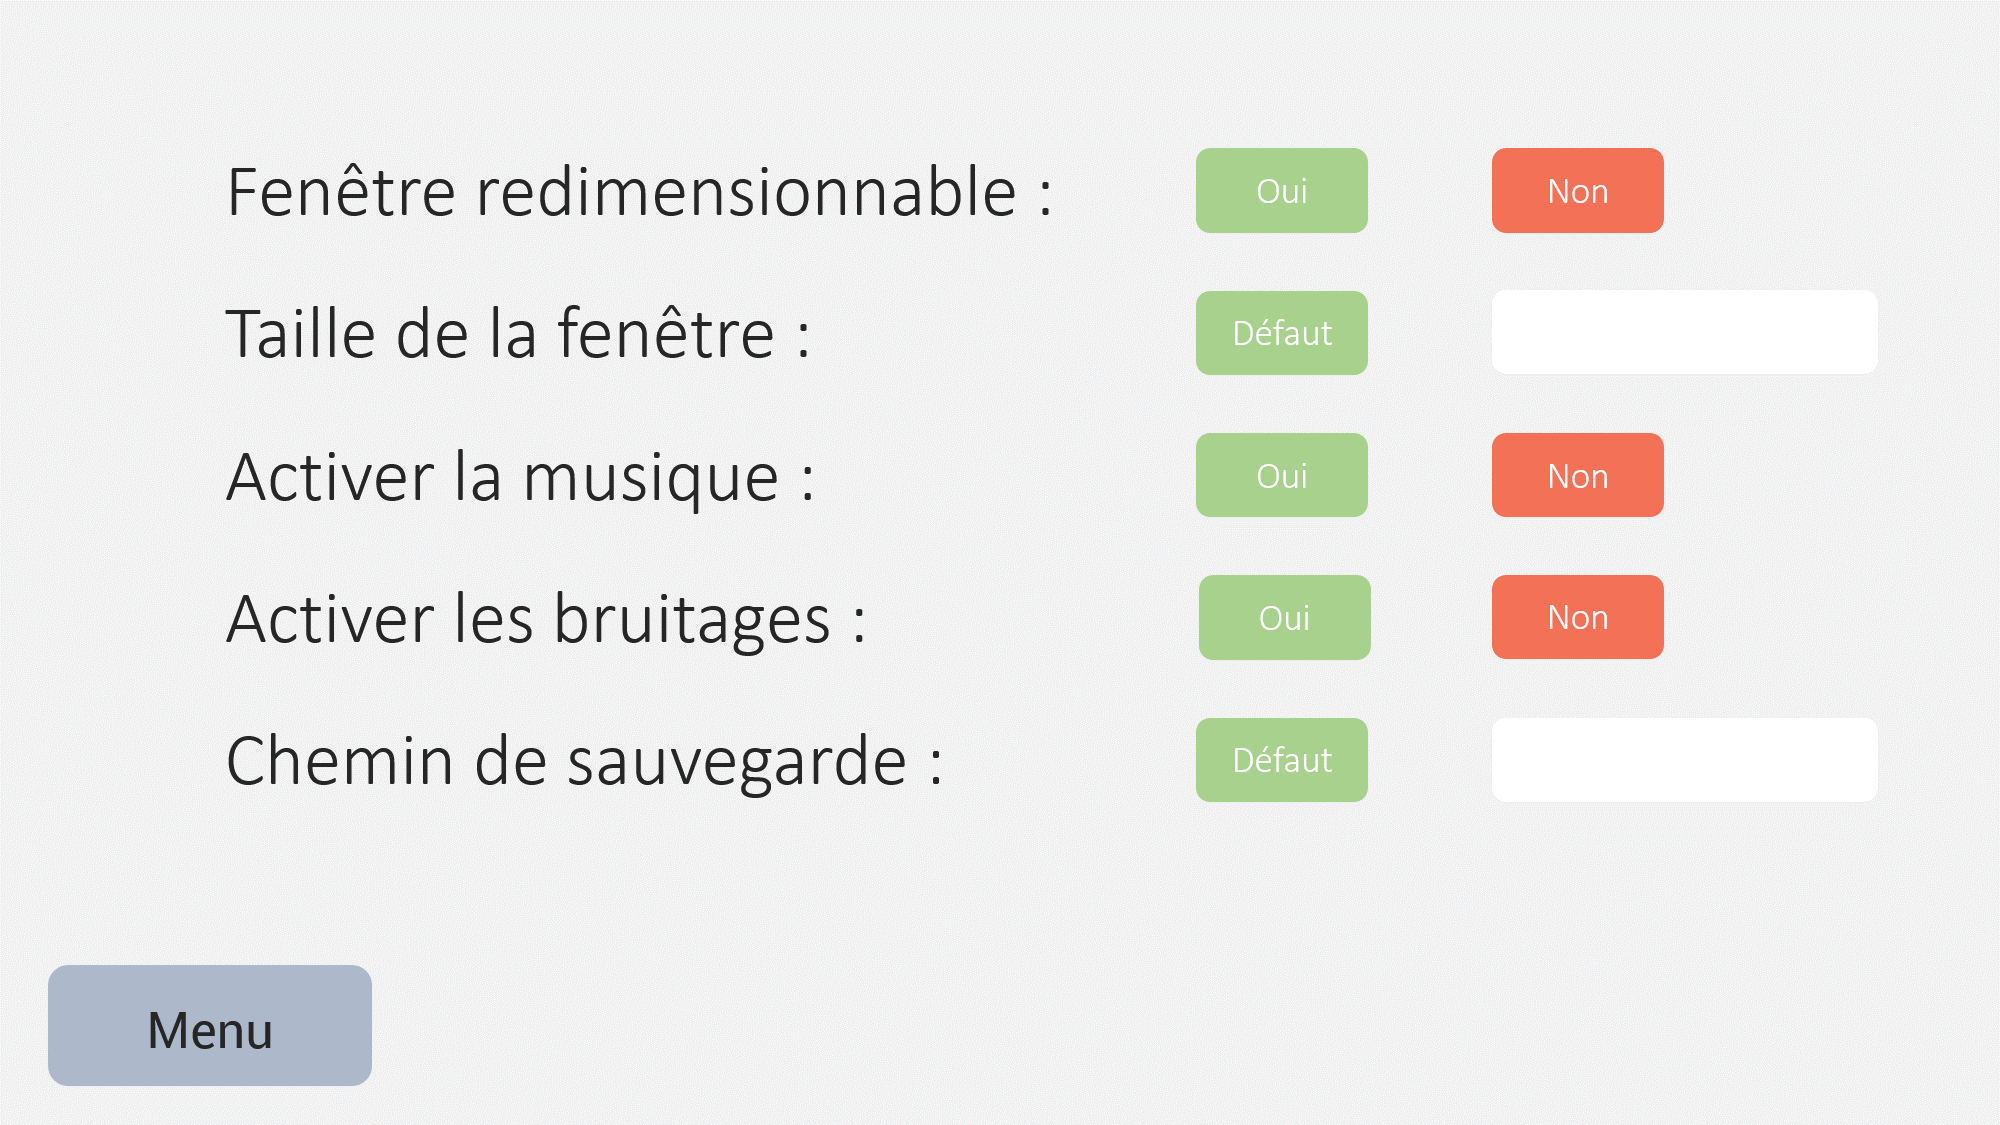 Fenêtre redimensionnable : Oui Non
Taille de la fenêtre : Défaut
Activer la musique : Oui Non
Activer les bruitages : Oui Non
Chemin de sauvegarde : Défaut
Menu